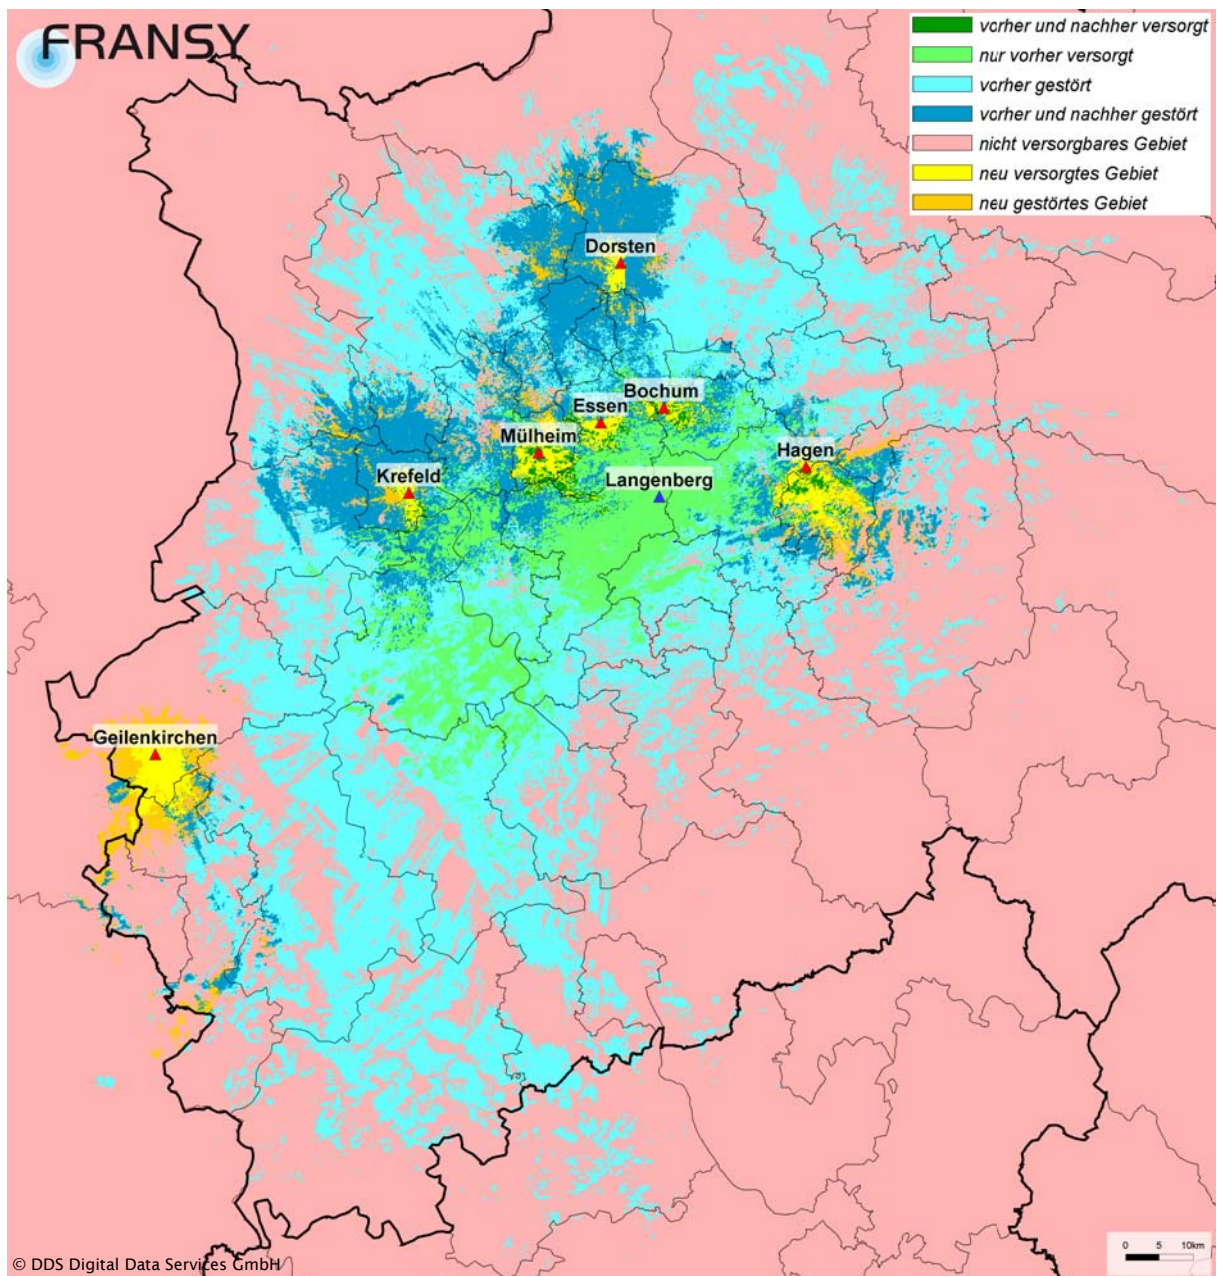 FRANSY
vorher und nachher versorgt
nur vorher versorgt
vorher gestört
vorher und nachher gestört
nicht versorgbares Gebiet
neu versorgtes Gebiet
neu gestörtes Gebiet
Dorsten
Bochum
Essen
Mülheim
Hagen
Krefeld
Langenberg
Geilenkirchen
0 5 10km
© DDS Digital Data Services GmbH